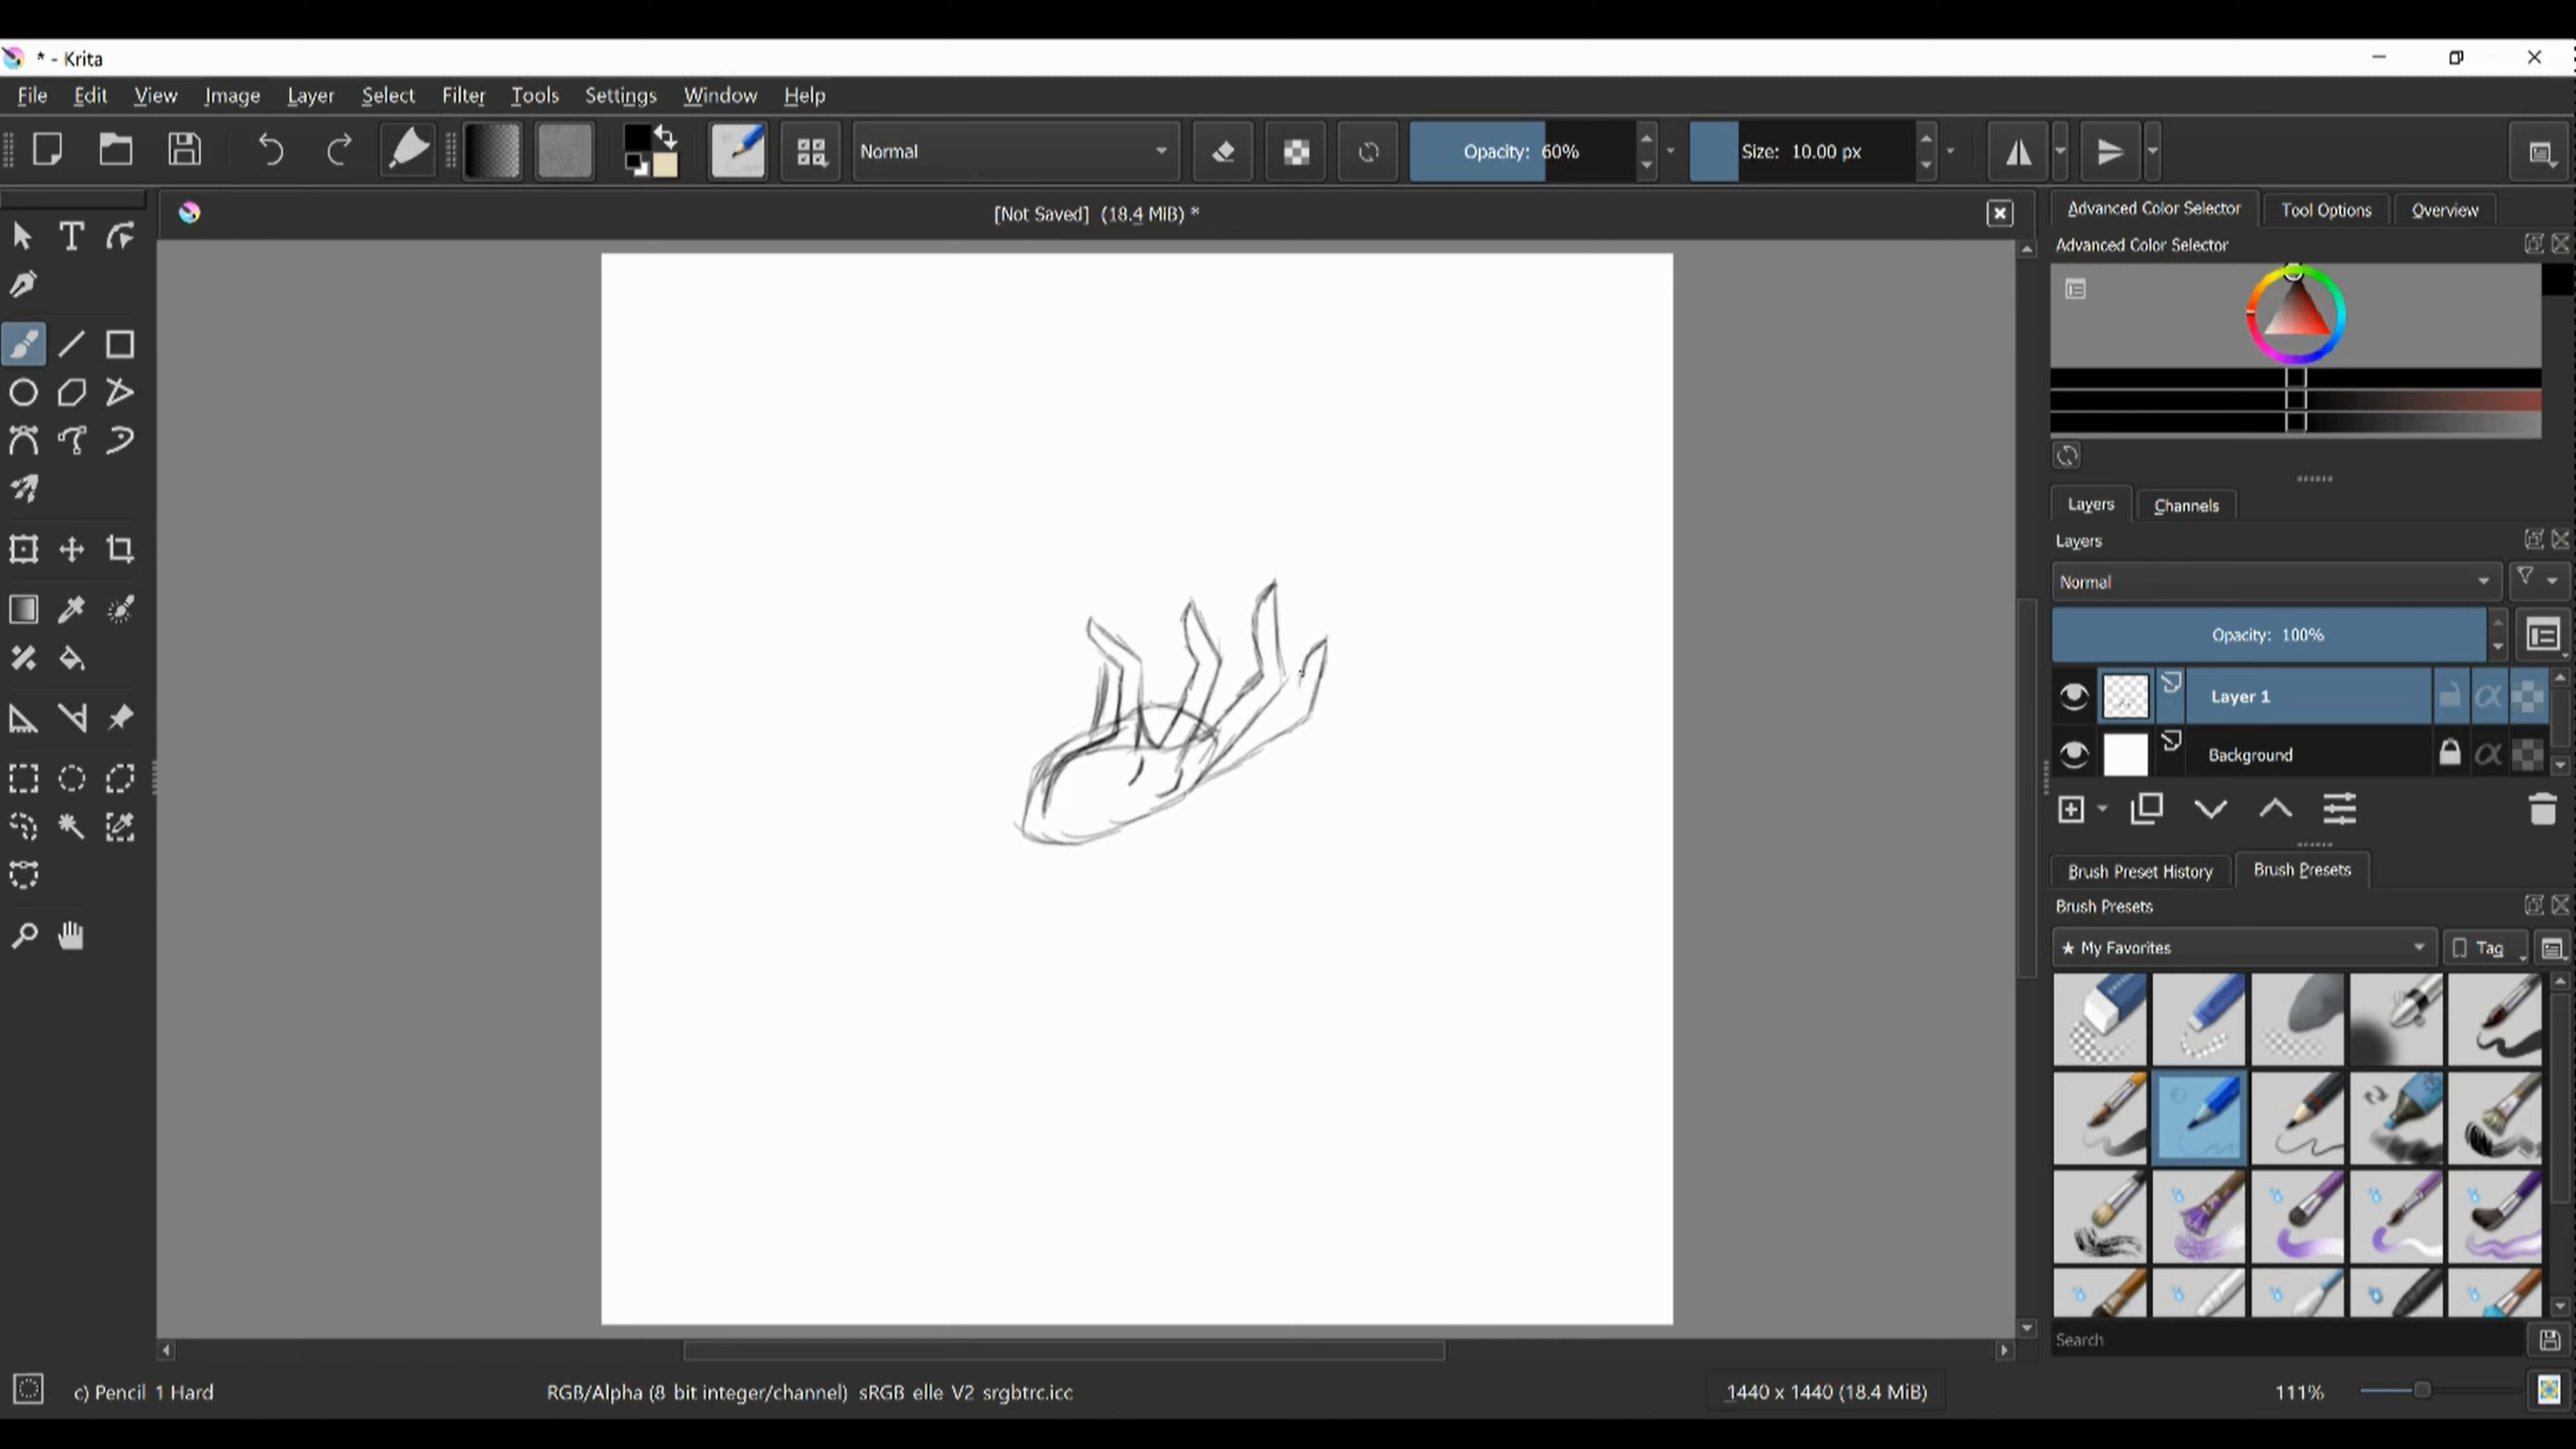 * - Krita
File Edit View Image Layer Select Filter Tools Settings Window Help
Normal
Opacity: 60%
Size: 10.00 px
[Not Saved] (18.4 MiB) *
Advanced Color Selector
Tool Options
Overview
Advanced Color Selector
Layers
Channels
Layers
Normal
Opacity: 100%
Layer 1
Background
Brush Preset History
Brush Presets
Brush Presets
★ My Favorites
Tag
Search
c) Pencil 1 Hard
RGB/Alpha (8 bit integer/channel) sRGB elle V2 srgbtrc.icc
1440 x 1440 (18.4 MiB)
111%